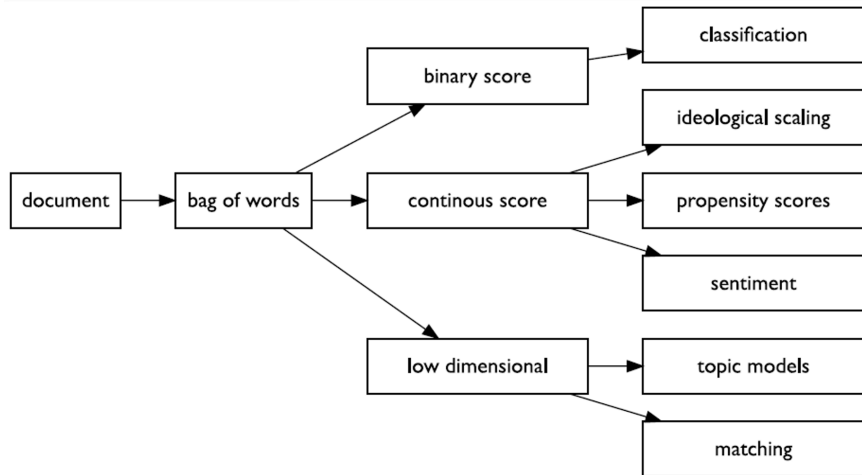 classification
binary score
ideological scaling
document
bag of words
continous score
propensity scores
sentiment
low dimensional
topic models
matching